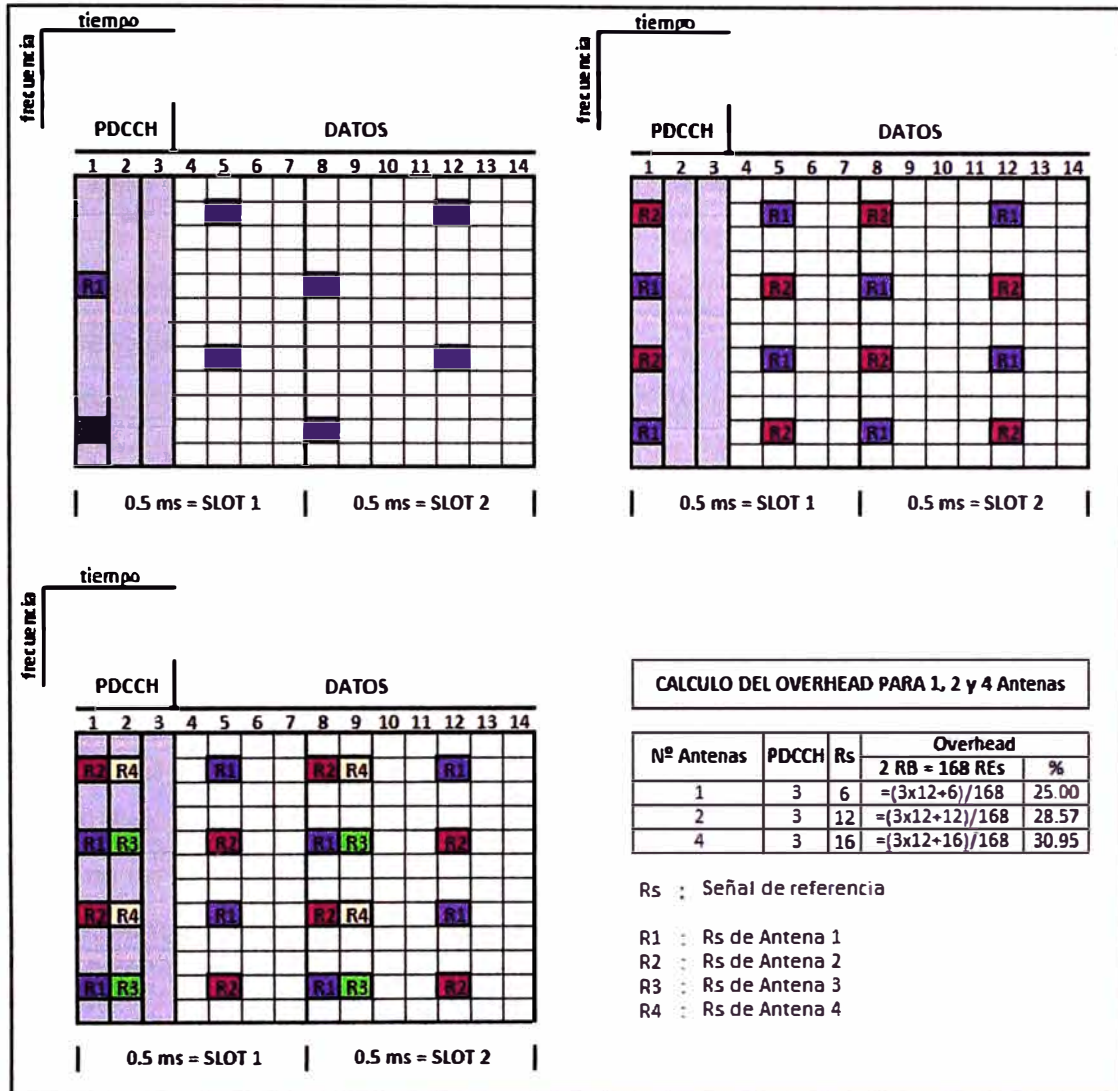 tiempo
frecuencia
PDCCH DATOS
1 2 3 4 5 6 7 8 9 10 11 12 13 14
R1
0.5 ms = SLOT 1 0.5 ms = SLOT 2
tiempo
frecuencia
PDCCH DATOS
1 2 3 4 5 6 7 8 9 10 11 12 13 14
R2 R1 R2 R1
R1 R2 R1 R2
R2 R1 R2 R1
R1 R2 R1 R2
0.5 ms = SLOT 1 0.5 ms = SLOT 2
tiempo
frecuencia
PDCCH DATOS
1 2 3 4 5 6 7 8 9 10 11 12 13 14
R2 R4 R1 R2 R4 R1
R1 R3 R2 R1 R3 R2
R2 R4 R1 R2 R4 R1
R1 R3 R2 R1 R3 R2
0.5 ms = SLOT 1 0.5 ms = SLOT 2
CALCULO DEL OVERHEAD PARA 1, 2 y 4 Antenas
Nº Antenas PDCCH Rs Overhead
2 RB = 168 REs %
1 3 6 =(3x12+6)/168 25.00
2 3 12 =(3x12+12)/168 28.57
4 3 16 =(3x12+16)/168 30.95
Rs : Señal de referencia
R1 : Rs de Antena 1
R2 : Rs de Antena 2
R3 : Rs de Antena 3
R4 : Rs de Antena 4